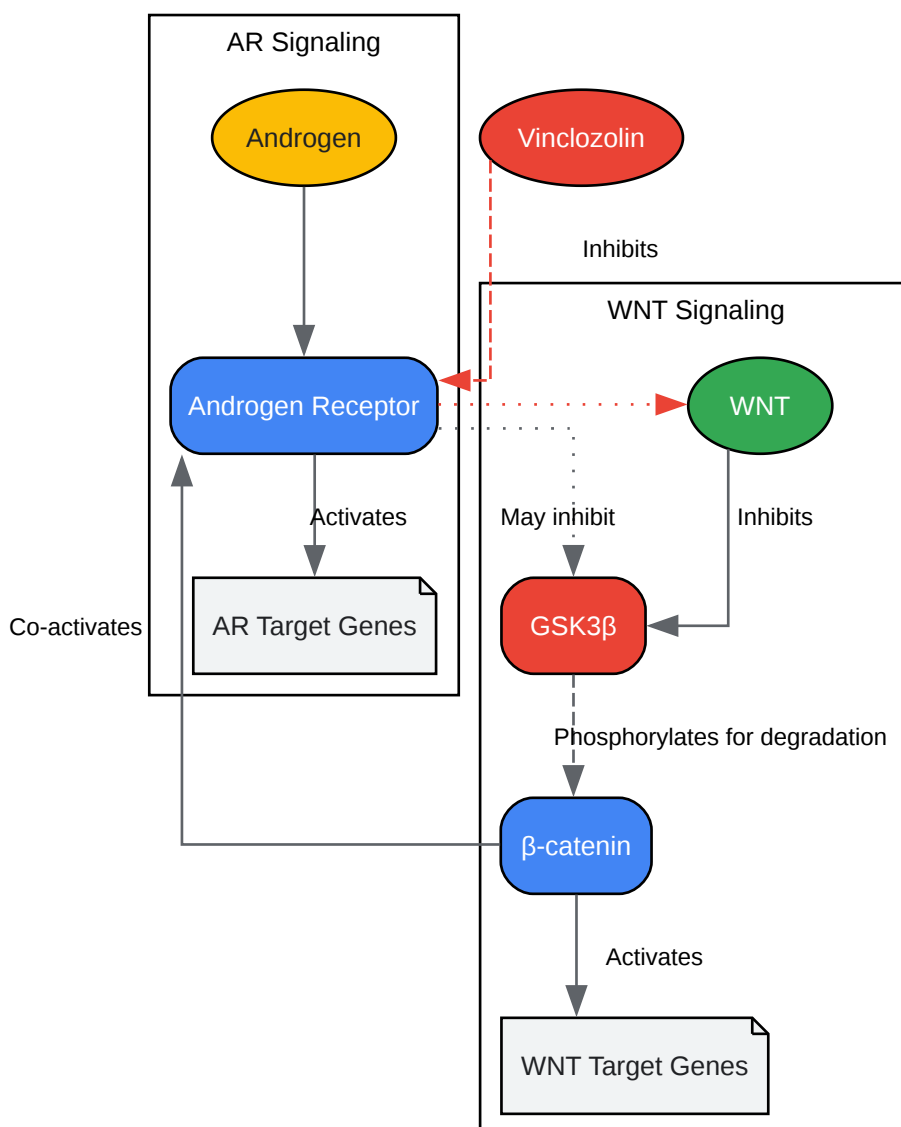 AR Signaling
Androgen
Vinclozolin
Inhibits
WNT Signaling
Androgen Receptor
WNT
Activates
May inhibit
Inhibits
AR Target Genes
GSK3β
Co-activates
Phosphorylates for degradation
β-catenin
Activates
WNT Target Genes